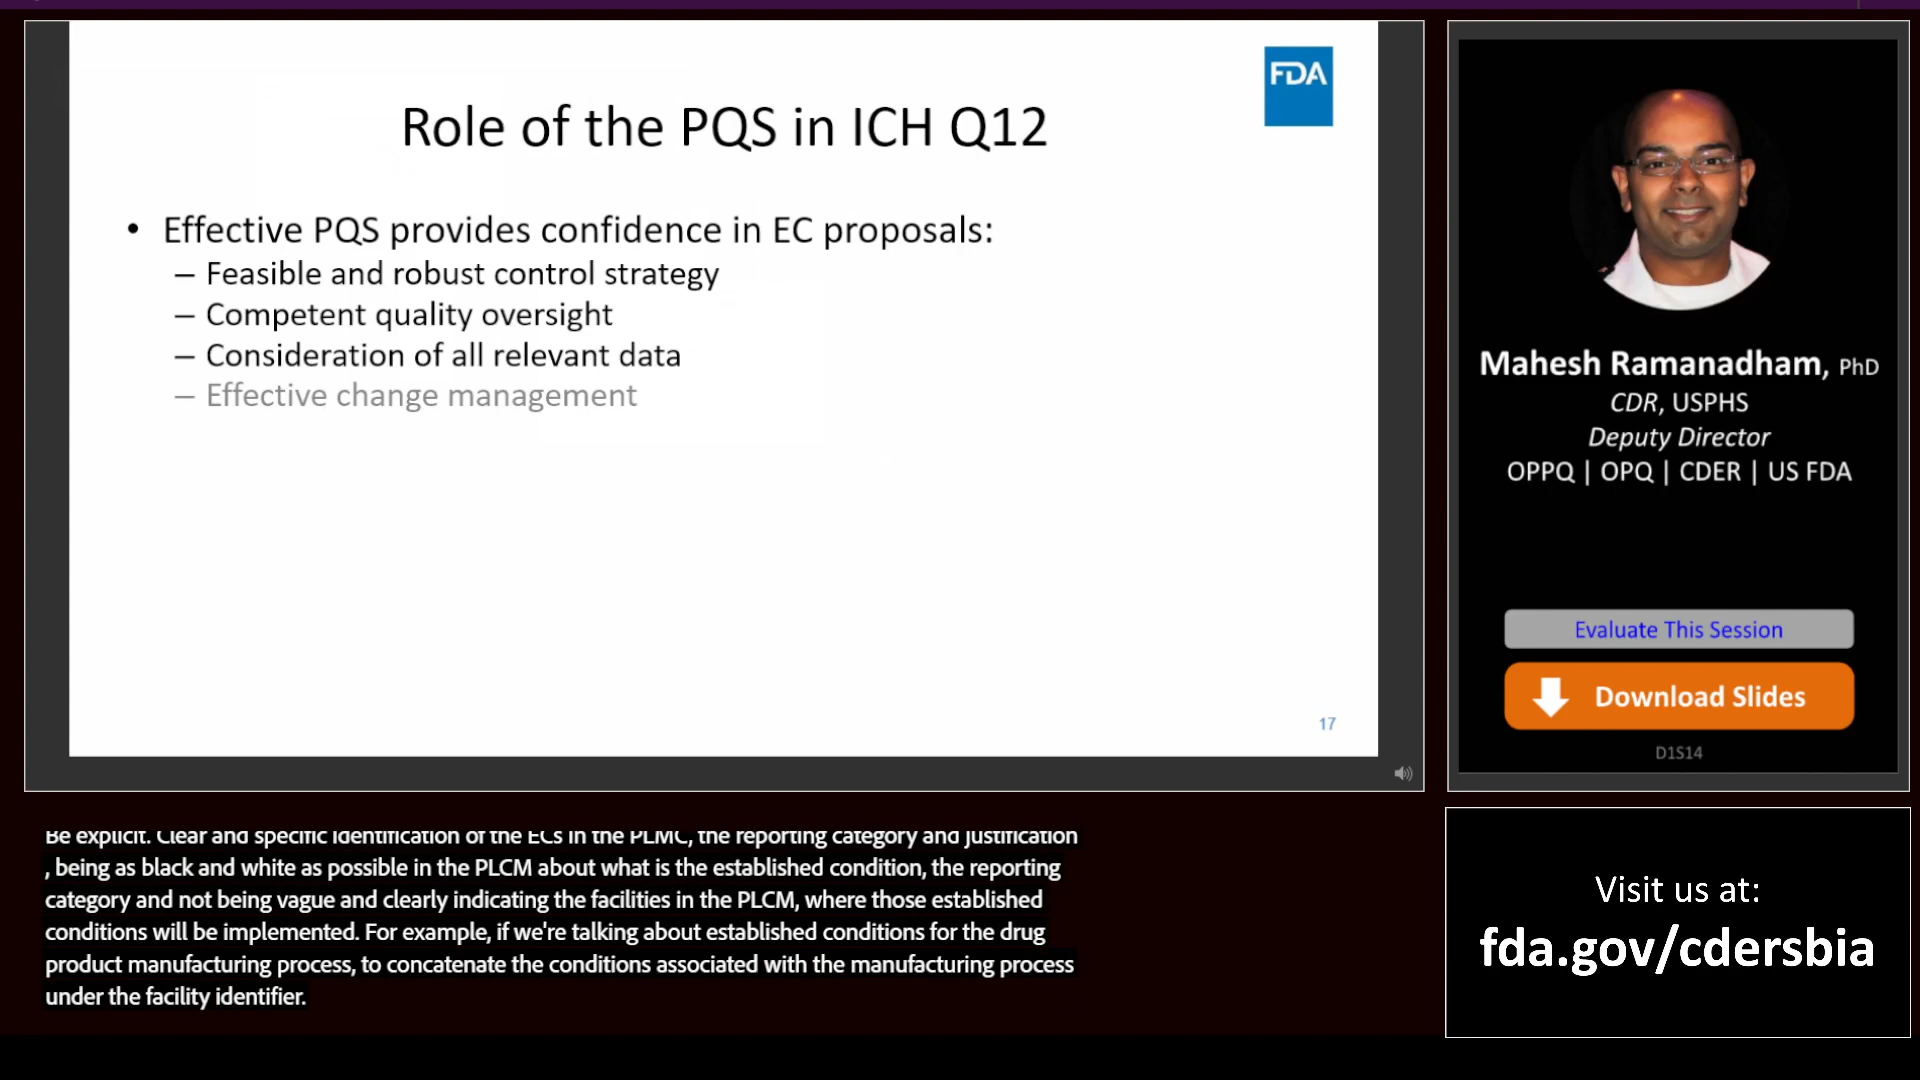 FDA
Role of the PQS in ICH Q12
• Effective PQS provides confidence in EC proposals:
– Feasible and robust control strategy
– Competent quality oversight
– Consideration of all relevant data
– Effective change management
17
Mahesh Ramanadham, PhD
CDR, USPHS
Deputy Director
OPPQ | OPQ | CDER | US FDA
Evaluate This Session
Download Slides
D1S14
Be explicit. Clear and specific identification of the ECs in the PLMC, the reporting category and justification
, being as black and white as possible in the PLCM about what is the established condition, the reporting
category and not being vague and clearly indicating the facilities in the PLCM, where those established
conditions will be implemented. For example, if we're talking about established conditions for the drug
product manufacturing process, to concatenate the conditions associated with the manufacturing process
under the facility identifier.
Visit us at:
fda.gov/cdersbia